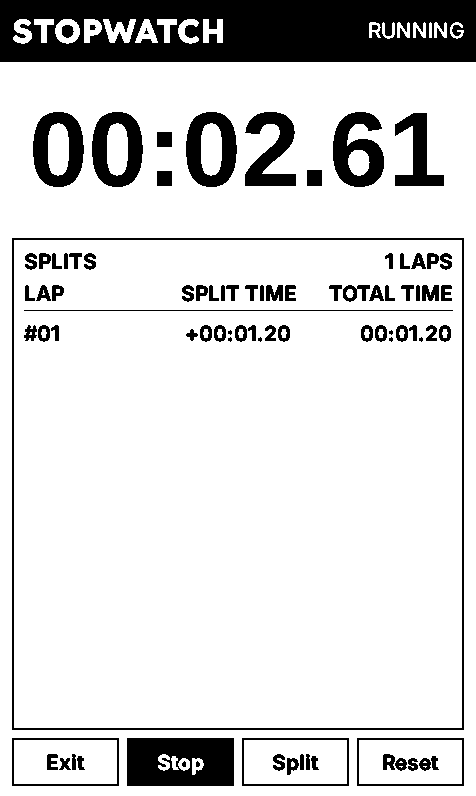 STOPWATCH RUNNING
00:02.61
SPLITS 1 LAPS
LAP SPLIT TIME TOTAL TIME
#01 +00:01.20 00:01.20
Exit Stop Split Reset